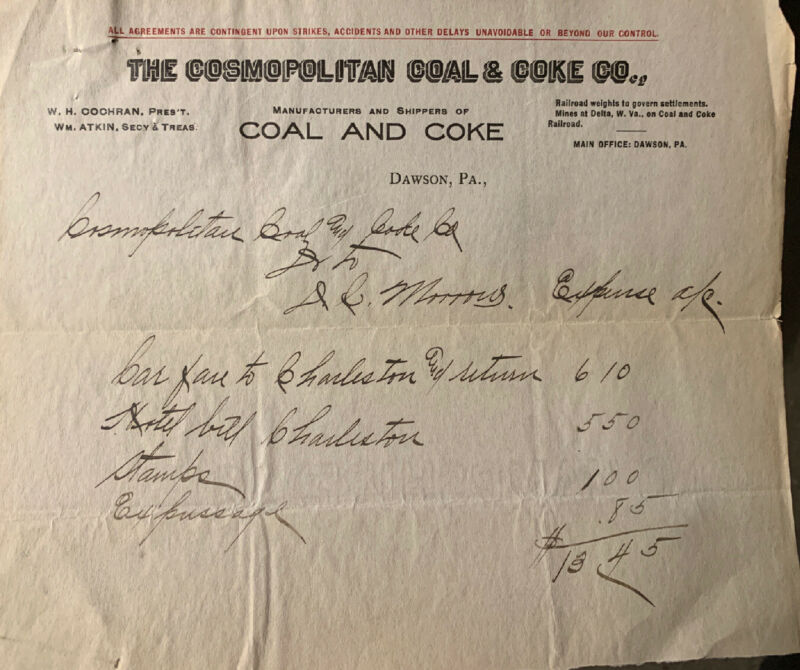 ALL AGREEMENTS ARE CONTINGENT UPON STRIKES, ACCIDENTS AND OTHER DELAYS UNAVOIDABLE OR BEYOND OUR CONTROL.
THE COSMOPOLITAN COAL & COKE CO.,
W. H. COCHRAN, PRES'T.
WM. ATKIN, SECY & TREAS.
MANUFACTURERS AND SHIPPERS OF
COAL AND COKE
Railroad weights to govern settlements.
Mines at Delta, W. Va., on Coal and Coke
Railroad.
MAIN OFFICE: DAWSON, PA.
DAWSON, PA.,
Cosmopolitan Coal and Coke Co
Dr to
Morrow. Expense a/c.
Car fare to Charleston and return 6 10
Hotel bill Charleston 5 50
Stamps 1 00
Expressage .85
$13.45